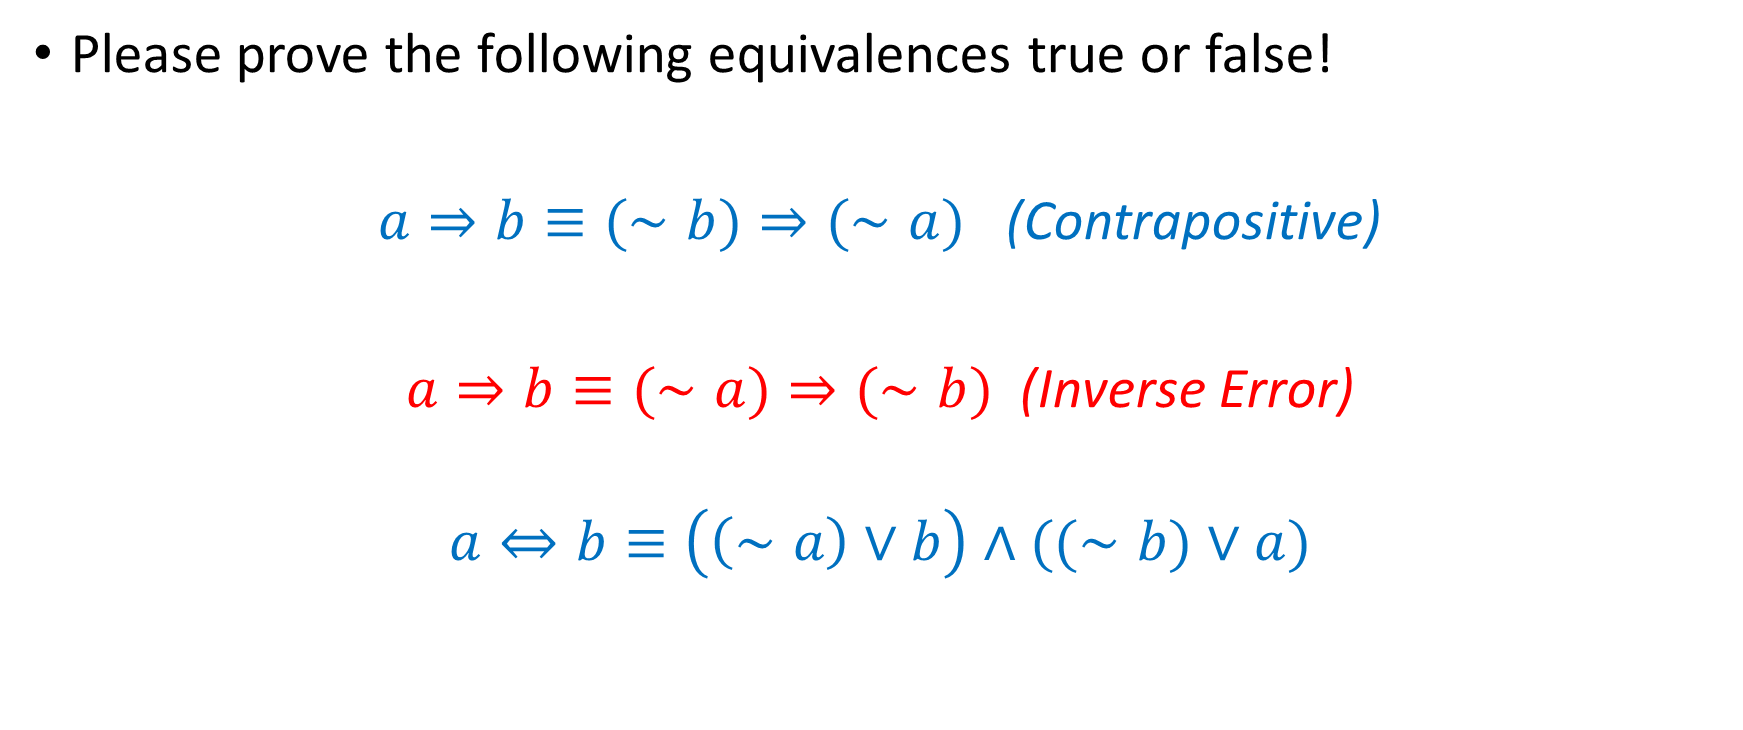 • Please prove the following equivalences true or false!
𝑎 ⇒ 𝑏 ≡ (~ 𝑏) ⇒ (~ 𝑎) (Contrapositive)
𝑎 ⇒ 𝑏 ≡ (~ 𝑎) ⇒ (~ 𝑏) (Inverse Error)
𝑎 ⇔ 𝑏 ≡ ((~ 𝑎) ∨ 𝑏) ∧ ((~ 𝑏) ∨ 𝑎)